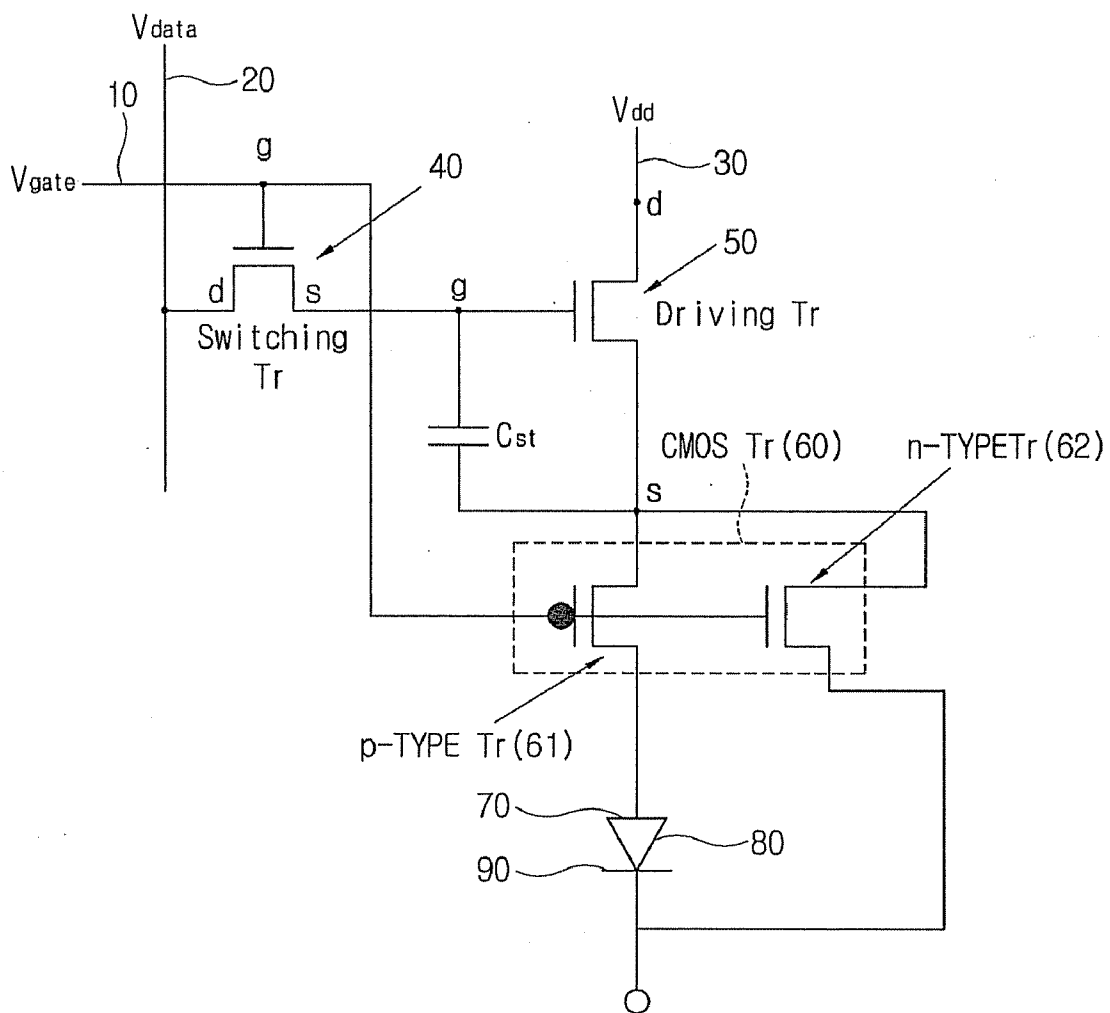 Vdata
20
10
Vdd
g
30
40
Vgate
d
50
d
s
g
Driving Tr
Switching
Tr
Cst
CMOS Tr(60)
n-TYPETr(62)
s
p-TYPE Tr(61)
70
80
90